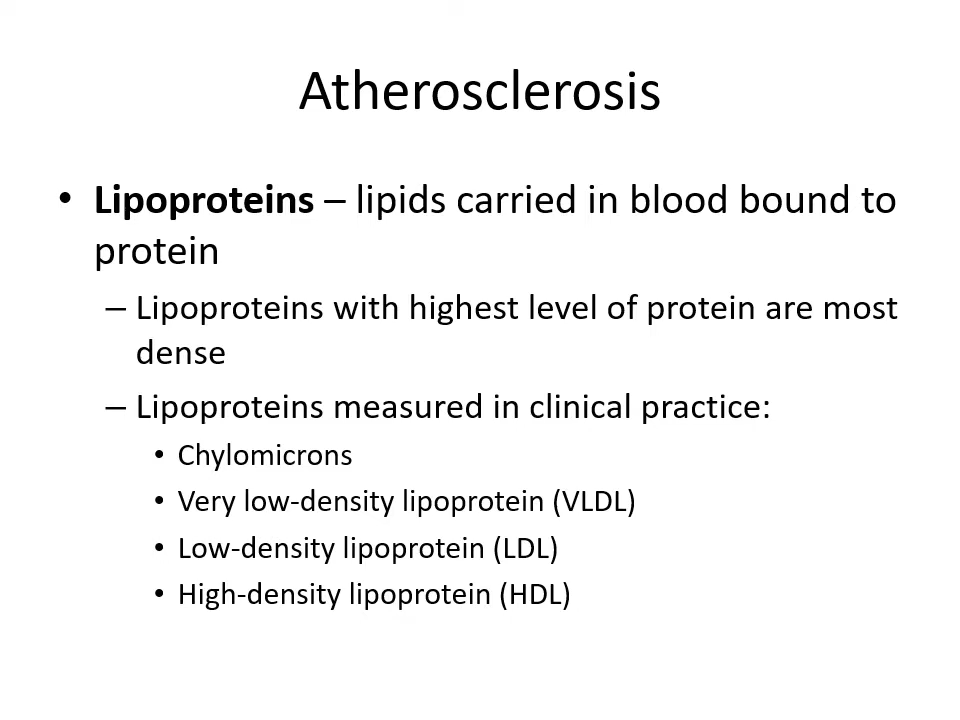 Atherosclerosis
• Lipoproteins – lipids carried in blood bound to
protein
– Lipoproteins with highest level of protein are most
dense
– Lipoproteins measured in clinical practice:
• Chylomicrons
• Very low-density lipoprotein (VLDL)
• Low-density lipoprotein (LDL)
• High-density lipoprotein (HDL)